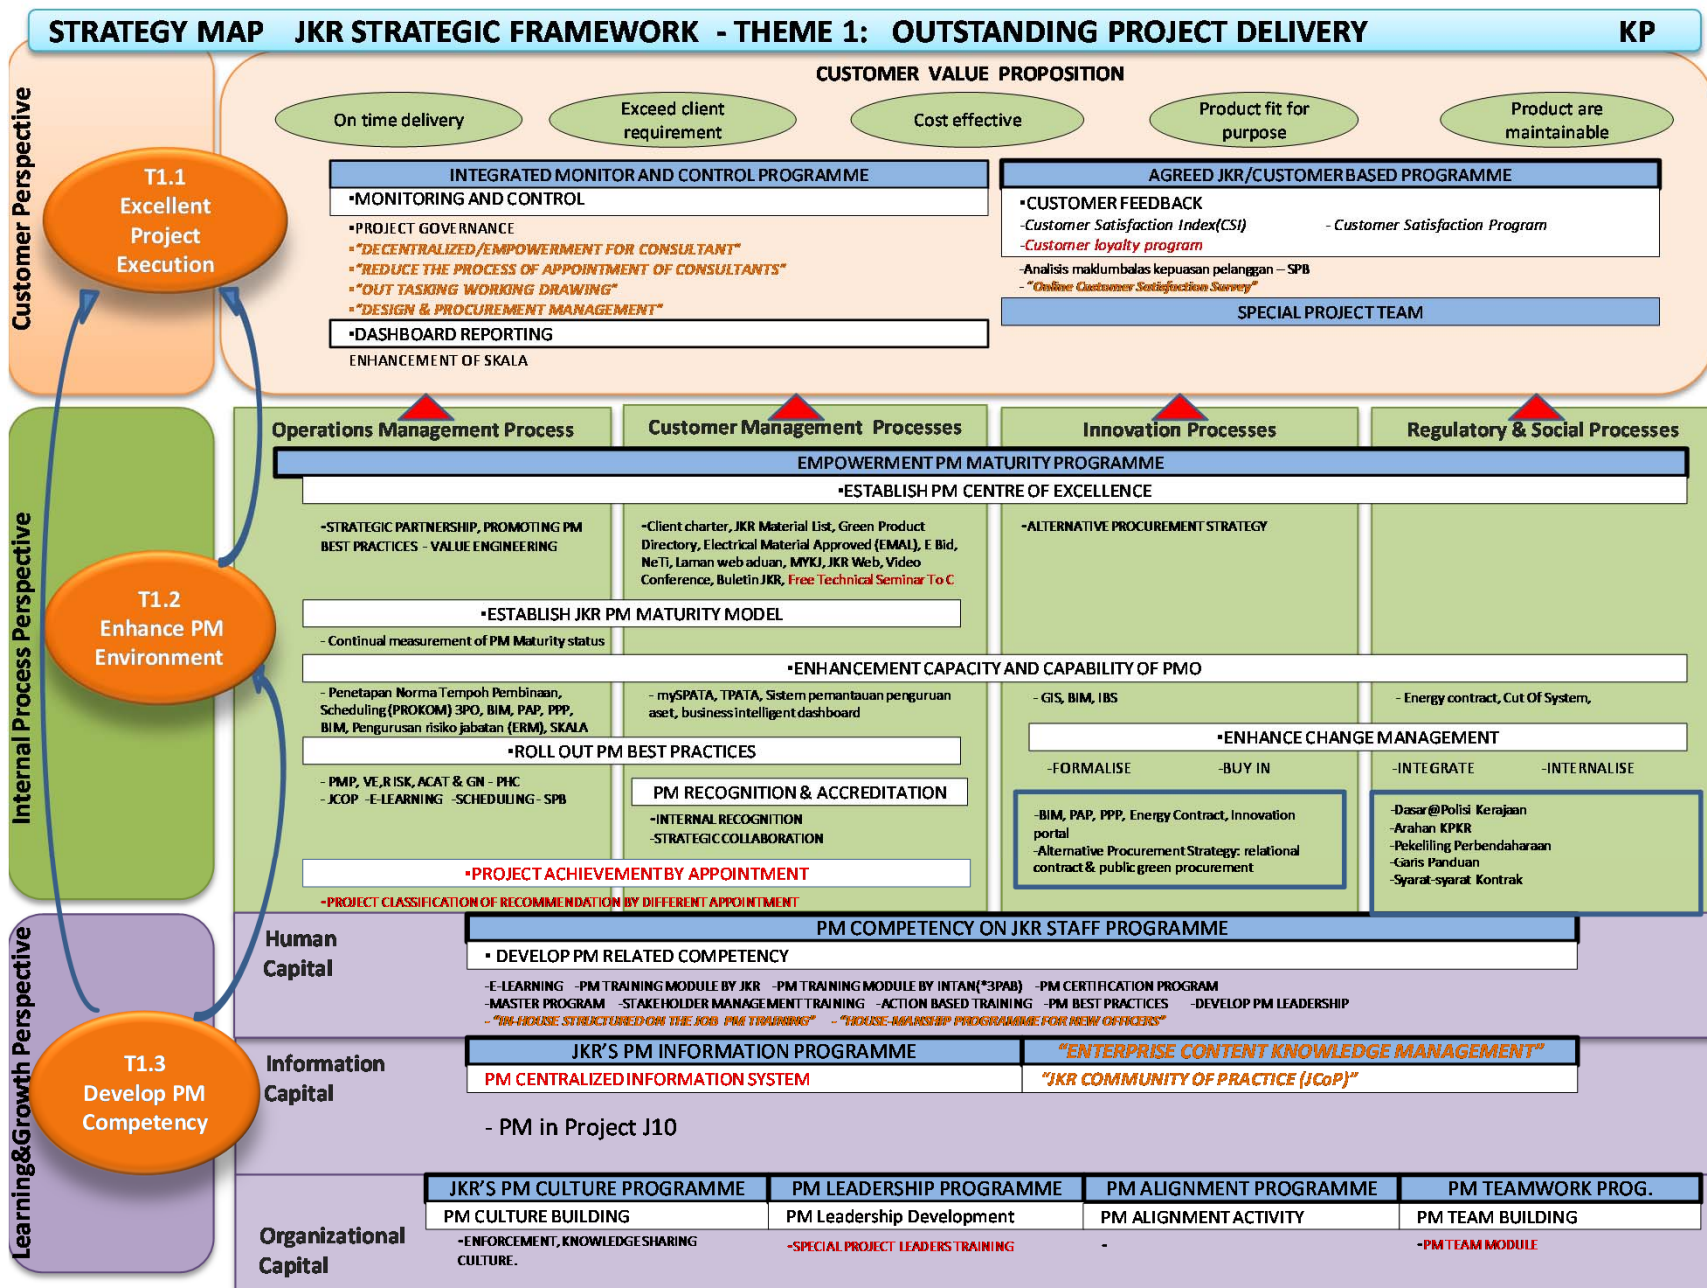 STRATEGY MAP JKR STRATEGIC FRAMEWORK - THEME 1: OUTSTANDING PROJECT DELIVERY KP
Customer Perspective
CUSTOMER VALUE PROPOSITION
On time delivery
Exceed client
requirement
Cost effective
Product fit for
purpose
Product are
maintainable
T1.1
Excellent
Project
Execution
INTEGRATED MONITOR AND CONTROL PROGRAMME
▪MONITORING AND CONTROL
▪PROJECT GOVERNANCE
▪"DECENTRALIZED/EMPOWERMENT FOR CONSULTANT"
▪"REDUCE THE PROCESS OF APPOINTMENT OF CONSULTANTS"
▪"OUT TASKING WORKING DRAWING"
▪"DESIGN & PROCUREMENT MANAGEMENT"
▪DASHBOARD REPORTING
ENHANCEMENT OF SKALA
AGREED JKR/CUSTOMER BASED PROGRAMME
▪CUSTOMER FEEDBACK
-Customer Satisfaction Index(CSI) - Customer Satisfaction Program
-Customer loyalty program
-Analisis maklumbalas kepuasan pelanggan – SPB
- "Online Customer Satisfaction Survey"
SPECIAL PROJECT TEAM
Internal Process Perspective
Operations Management Process
Customer Management Processes
Innovation Processes
Regulatory & Social Processes
EMPOWERMENT PM MATURITY PROGRAMME
▪ESTABLISH PM CENTRE OF EXCELLENCE
-STRATEGIC PARTNERSHIP, PROMOTING PM
BEST PRACTICES - VALUE ENGINEERING
-Client charter, JKR Material List, Green Product
Directory, Electrical Material Approved (EMAL), E Bid,
NeTi, Laman web aduan, MYKJ, JKR Web, Video
Conference, Buletin JKR, Free Technical Seminar To C
-ALTERNATIVE PROCUREMENT STRATEGY
T1.2
Enhance PM
Environment
▪ESTABLISH JKR PM MATURITY MODEL
- Continual measurement of PM Maturity status
▪ENHANCEMENT CAPACITY AND CAPABILITY OF PMO
- Penetapan Norma Tempoh Pembinaan,
Scheduling (PROKOM) 3PO, BIM, PAP, PPP,
BIM, Pengurusan risiko jabatan (ERM), SKALA
- mySPATA, TPATA, Sistem pemantauan penguruan
aset, business intelligent dashboard
- GIS, BIM, IBS
- Energy contract, Cut Of System,
▪ROLL OUT PM BEST PRACTICES
- PMP, VE,RISK, ACAT & GN - PHC
- JCOP -E-LEARNING -SCHEDULING - SPB
PM RECOGNITION & ACCREDITATION
-INTERNAL RECOGNITION
-STRATEGIC COLLABORATION
▪ENHANCE CHANGE MANAGEMENT
-FORMALISE -BUY IN -INTEGRATE -INTERNALISE
-BIM, PAP, PPP, Energy Contract, Innovation
portal
-Alternative Procurement Strategy: relational
contract & public green procurement
-Dasar@Polisi Kerajaan
-Arahan KPKR
-Pekeliling Perbendaharaan
-Garis Panduan
-Syarat-syarat Kontrak
▪PROJECT ACHIEVEMENT BY APPOINTMENT
-PROJECT CLASSIFICATION OF RECOMMENDATION BY DIFFERENT APPOINTMENT
Learning&Growth Perspective
Human
Capital
PM COMPETENCY ON JKR STAFF PROGRAMME
▪ DEVELOP PM RELATED COMPETENCY
-E-LEARNING -PM TRAINING MODULE BY JKR -PM TRAINING MODULE BY INTAN(*3PAB) -PM CERTIFICATION PROGRAM
-MASTER PROGRAM -STAKEHOLDER MANAGEMENT TRAINING -ACTION BASED TRAINING -PM BEST PRACTICES -DEVELOP PM LEADERSHIP
- "IN-HOUSE STRUCTURED ON THE JOB PM TRAINING" - "HOUSE-MANSHIP PROGRAMME FOR NEW OFFICERS"
T1.3
Develop PM
Competency
Information
Capital
JKR'S PM INFORMATION PROGRAMME
PM CENTRALIZED INFORMATION SYSTEM
"ENTERPRISE CONTENT KNOWLEDGE MANAGEMENT"
"JKR COMMUNITY OF PRACTICE (JCoP)"
- PM in Project J10
Organizational
Capital
JKR'S PM CULTURE PROGRAMME
PM CULTURE BUILDING
-ENFORCEMENT, KNOWLEDGE SHARING
CULTURE.
PM LEADERSHIP PROGRAMME
PM Leadership Development
-SPECIAL PROJECT LEADERS TRAINING
PM ALIGNMENT PROGRAMME
PM ALIGNMENT ACTIVITY
-
PM TEAMWORK PROG.
PM TEAM BUILDING
-PM TEAM MODULE